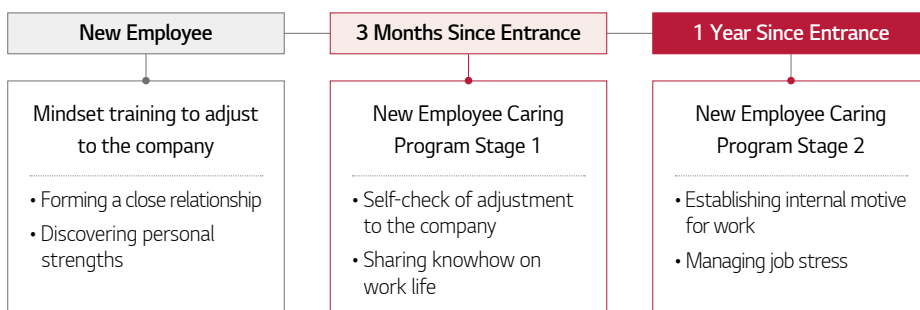 New Employee
3 Months Since Entrance
1 Year Since Entrance
Mindset training to adjust
to the company
• Forming a close relationship
• Discovering personal
strengths
New Employee Caring
Program Stage 1
• Self-check of adjustment
to the company
• Sharing knowhow on
work life
New Employee Caring
Program Stage 2
• Establishing internal motive
for work
• Managing job stress